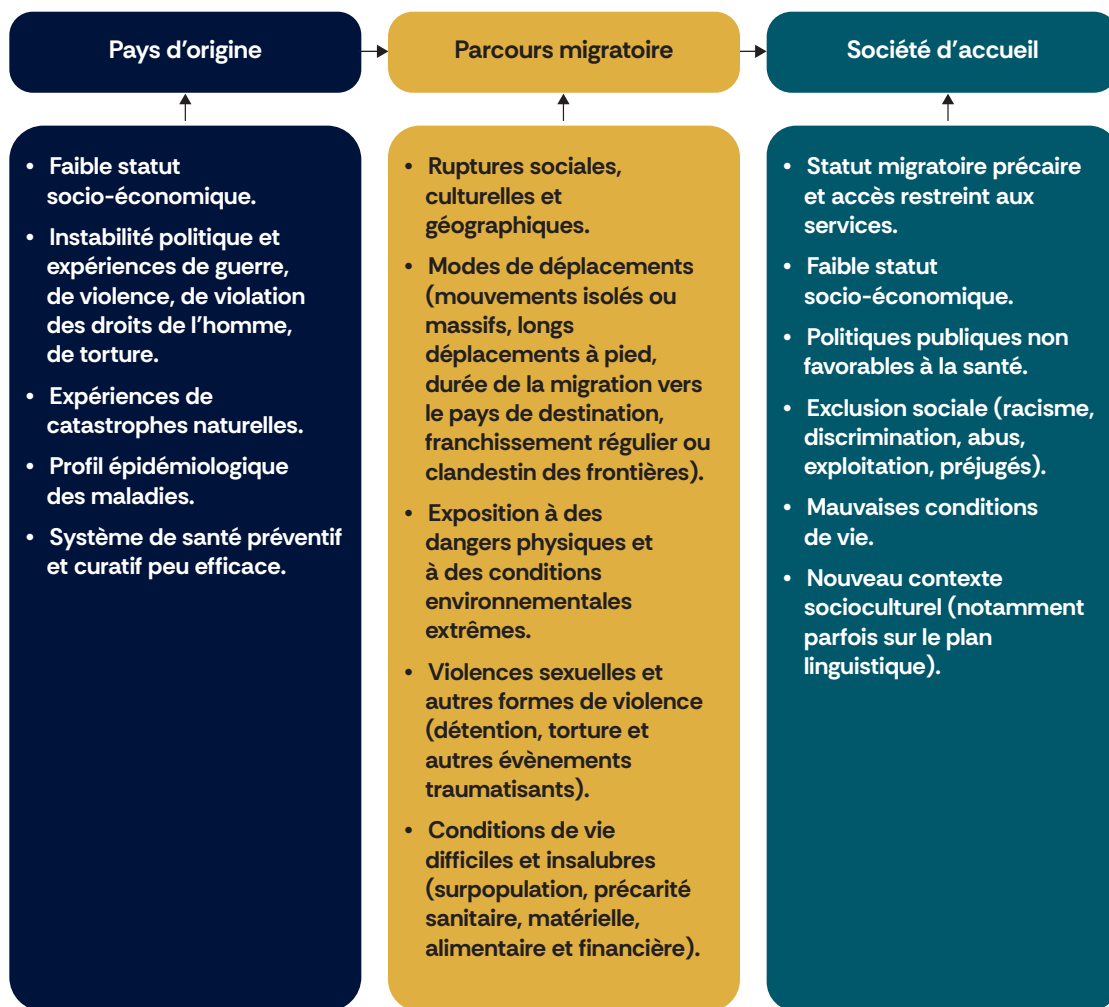 Pays d’origine
Parcours migratoire
Société d’accueil
• Faible statut
socio-économique.
• Instabilité politique et
expériences de guerre,
de violence, de violation
des droits de l’homme,
de torture.
• Expériences de
catastrophes naturelles.
• Profil épidémiologique
des maladies.
• Système de santé préventif
et curatif peu efficace.
• Ruptures sociales,
culturelles et
géographiques.
• Modes de déplacements
(mouvements isolés ou
massifs, longs
déplacements à pied,
durée de la migration vers
le pays de destination,
franchissement régulier ou
clandestin des frontières).
• Exposition à des
dangers physiques et
à des conditions
environnementales
extrêmes.
• Violences sexuelles et
autres formes de violence
(détention, torture et
autres évènements
traumatisants).
• Conditions de vie
difficiles et insalubres
(surpopulation, précarité
sanitaire, matérielle,
alimentaire et financière).
• Statut migratoire précaire
et accès restreint aux
services.
• Faible statut
socio-économique.
• Politiques publiques non
favorables à la santé.
• Exclusion sociale (racisme,
discrimination, abus,
exploitation, préjugés).
• Mauvaises conditions
de vie.
• Nouveau contexte
socioculturel (notamment
parfois sur le plan
linguistique).